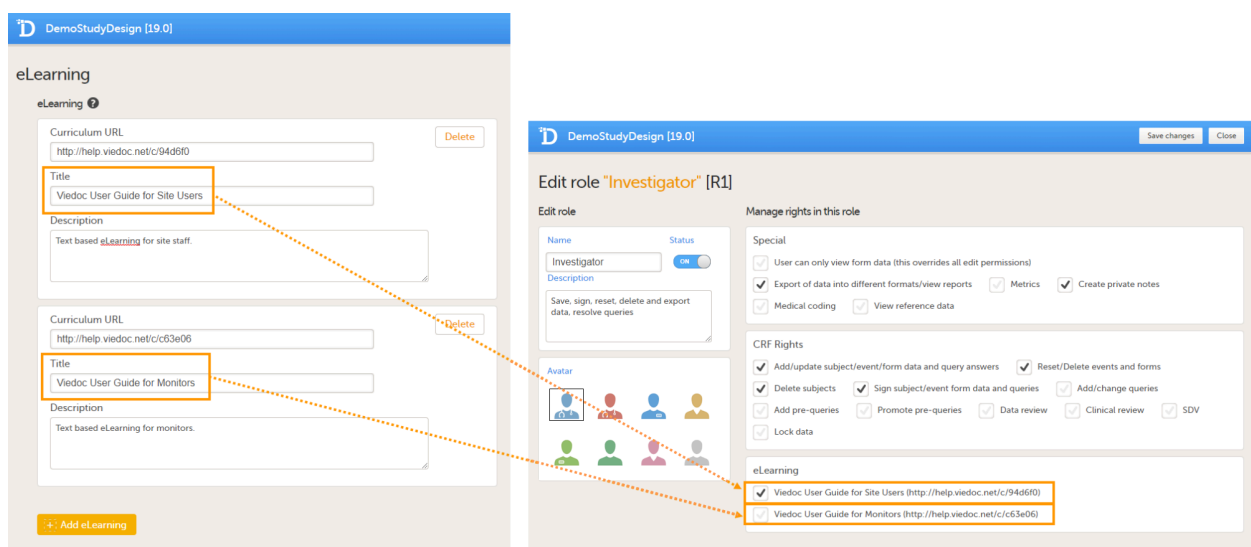 DemoStudyDesign [19.0]
eLearning
eLearning ?
Curriculum URL
Delete
http://help.viedoc.net/c/94d6f0
Title
Viedoc User Guide for Site Users
Description
Text based eLearning for site staff.
Curriculum URL
Delete
http://help.viedoc.net/c/c63e06
Title
Viedoc User Guide for Monitors
Description
Text based eLearning for monitors.
+ Add eLearning
DemoStudyDesign [19.0]
Save changes Close
Edit role "Investigator" [R1]
Edit role
Name Status
Investigator ON
Description
Save, sign, reset, delete and export
data, resolve queries
Avatar
Manage rights in this role
Special
User can only view form data (this overrides all edit permissions)
Export of data into different formats/view reports Metrics Create private notes
Medical coding View reference data
CRF Rights
Add/update subject/event/form data and query answers Reset/Delete events and forms
Delete subjects Sign subject/event form data and queries Add/change queries
Add pre-queries Promote pre-queries Data review Clinical review SDV
Lock data
eLearning
Viedoc User Guide for Site Users (http://help.viedoc.net/c/94d6f0)
Viedoc User Guide for Monitors (http://help.viedoc.net/c/c63e06)